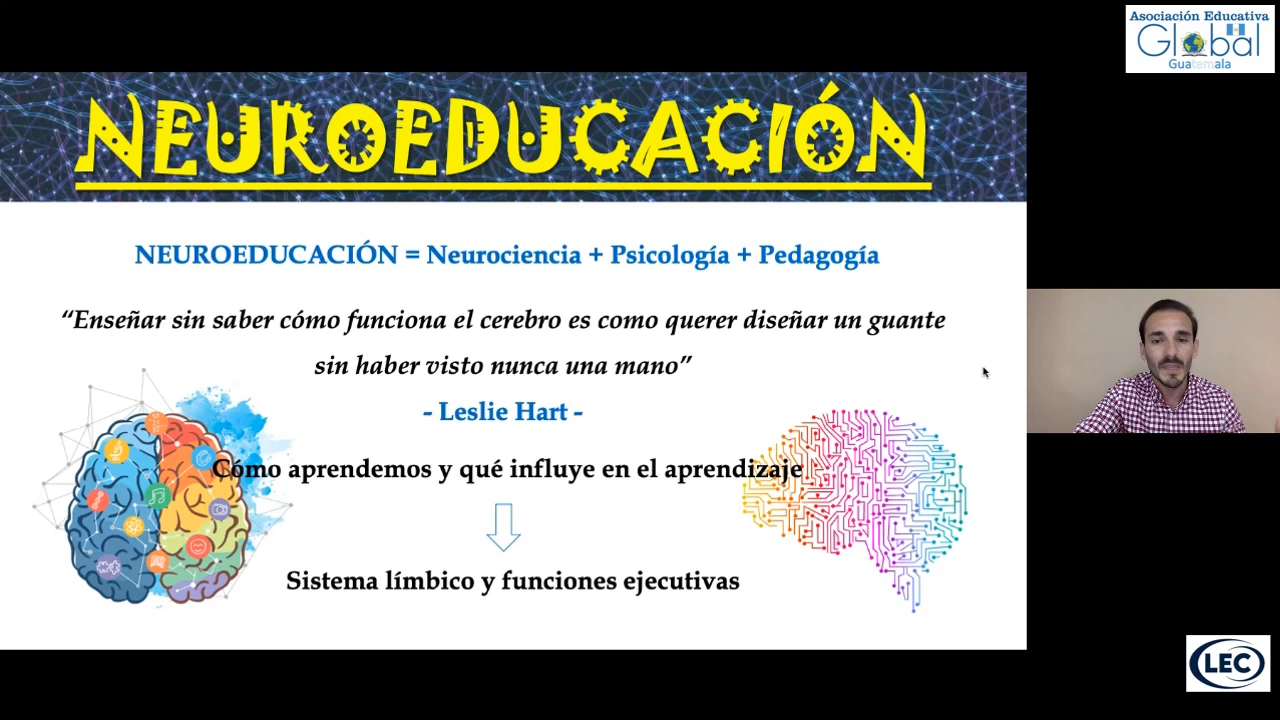 Asociación Educativa
Global
Guatemala
NEUROEDUCACIÓN
NEUROEDUCACIÓN = Neurociencia + Psicología + Pedagogía
“Enseñar sin saber cómo funciona el cerebro es como querer diseñar un guante
sin haber visto nunca una mano”
- Leslie Hart -
Cómo aprendemos y qué influye en el aprendizaje
Sistema límbico y funciones ejecutivas
LEC